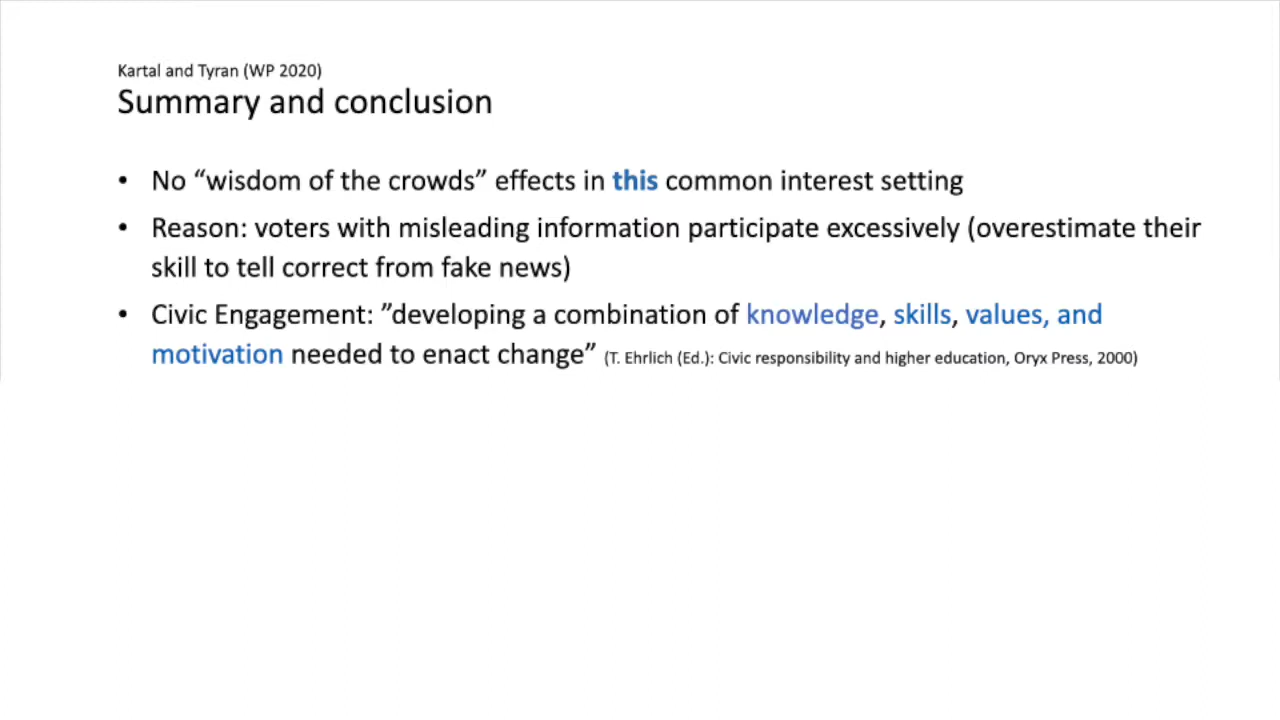 Kartal and Tyran (WP 2020)
Summary and conclusion
• No “wisdom of the crowds” effects in this common interest setting
• Reason: voters with misleading information participate excessively (overestimate their
skill to tell correct from fake news)
• Civic Engagement: ”developing a combination of knowledge, skills, values, and
motivation needed to enact change” (T. Ehrlich (Ed.): Civic responsibility and higher education, Oryx Press, 2000)